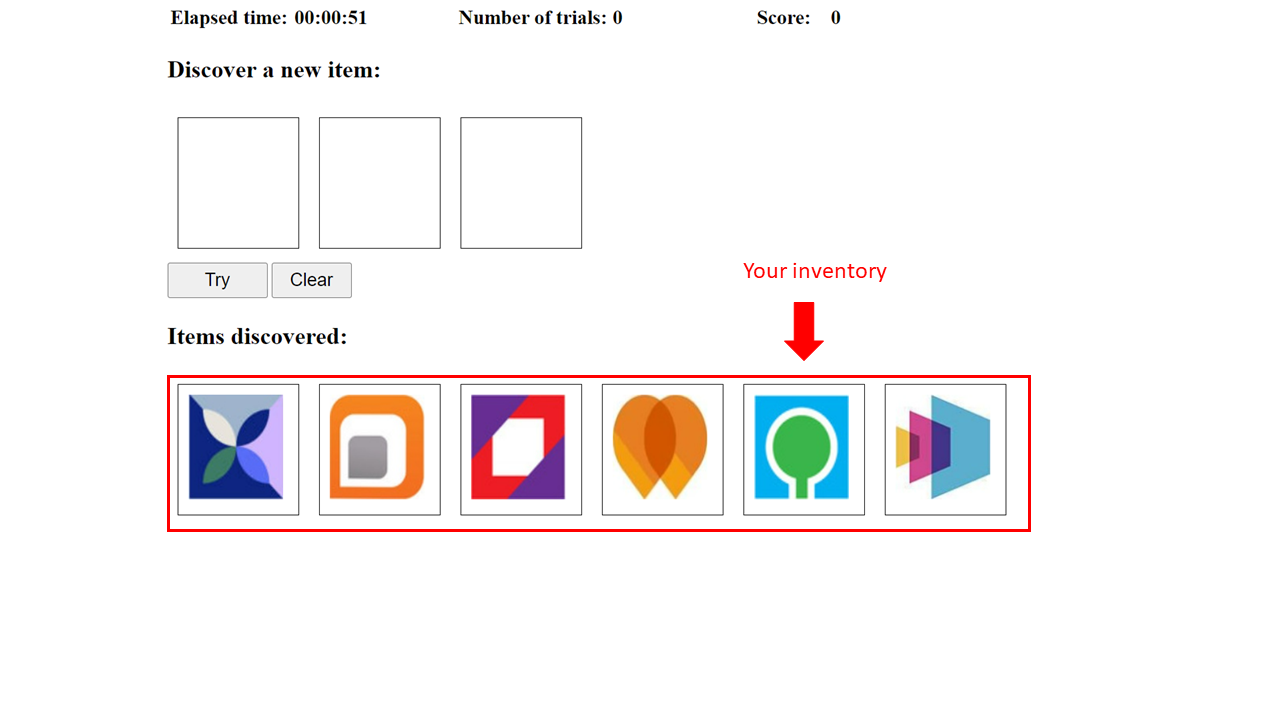 Elapsed time: 00:00:51 Number of trials: 0 Score: 0
Discover a new item:
Try Clear
Your inventory
Items discovered: